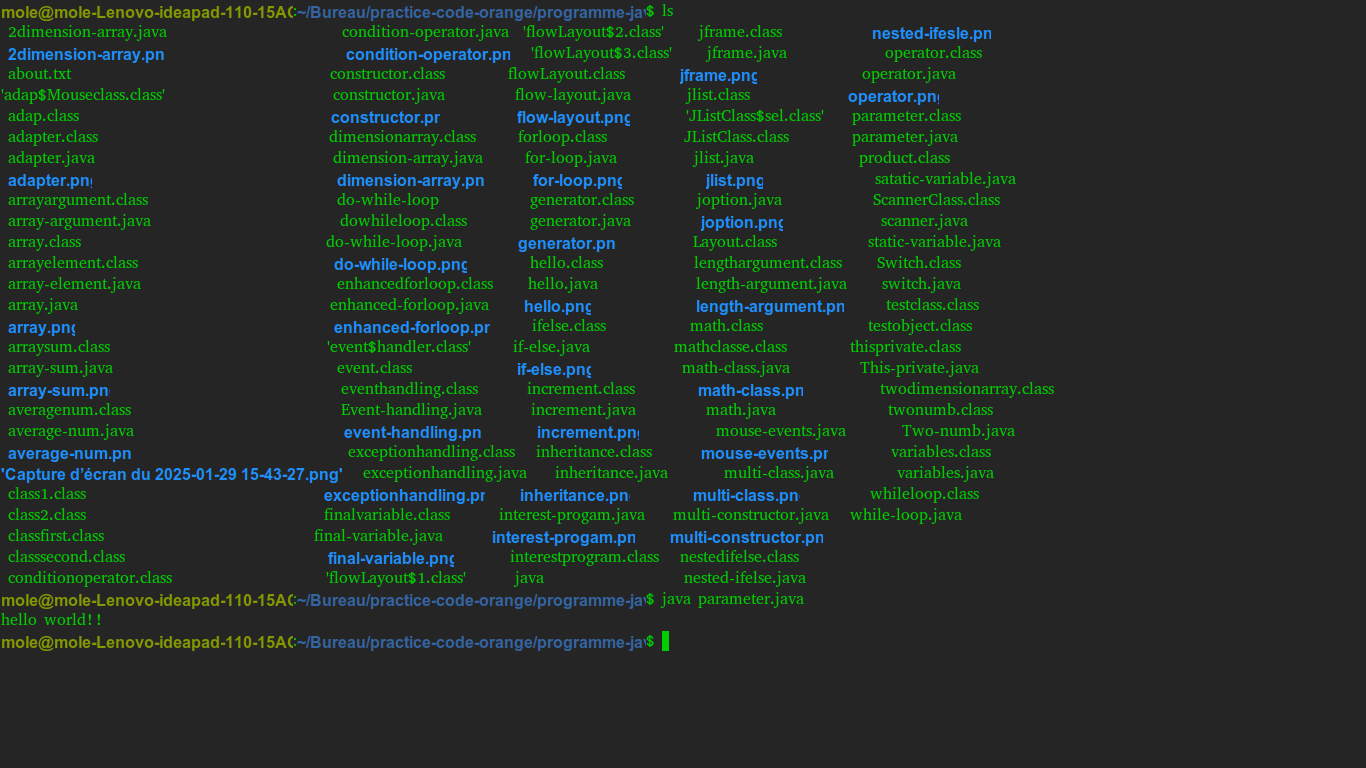 mole@mole-Lenovo-ideapad-110-15AC:~/Bureau/practice-code-orange/programme-jav$ ls
2dimension-array.java condition-operator.java 'flowLayout$2.class' jframe.class nested-ifesle.pn
2dimension-array.pn condition-operator.pn 'flowLayout$3.class' jframe.java operator.class
about.txt constructor.class flowLayout.class jframe.png operator.java
'adap$Mouseclass.class' constructor.java flow-layout.java jlist.class operator.png
adap.class constructor.pr flow-layout.png 'JListClass$sel.class' parameter.class
adapter.class dimensionarray.class forloop.class JListClass.class parameter.java
adapter.java dimension-array.java for-loop.java jlist.java product.class
adapter.png dimension-array.pn for-loop.png jlist.png satatic-variable.java
arrayargument.class do-while-loop generator.class joption.java ScannerClass.class
array-argument.java dowhileloop.class generator.java joption.png scanner.java
array.class do-while-loop.java generator.pn Layout.class static-variable.java
arrayelement.class do-while-loop.png hello.class lengthargument.class Switch.class
array-element.java enhancedforloop.class hello.java length-argument.java switch.java
array.java enhanced-forloop.java hello.png length-argument.pn testclass.class
array.png enhanced-forloop.pr ifelse.class math.class testobject.class
arraysum.class 'event$handler.class' if-else.java mathclasse.class thisprivate.class
array-sum.java event.class if-else.png math-class.java This-private.java
array-sum.pn eventhandling.class increment.class math-class.pn twodimensionarray.class
averagenum.class Event-handling.java increment.java math.java twonumb.class
average-num.java event-handling.pn increment.png mouse-events.java Two-numb.java
average-num.pn exceptionhandling.class inheritance.class mouse-events.pr variables.class
'Capture d'écran du 2025-01-29 15-43-27.png' exceptionhandling.java inheritance.java multi-class.java variables.java
class1.class exceptionhandling.pr inheritance.pn multi-class.pn whileloop.class
class2.class finalvariable.class interest-progam.java multi-constructor.java while-loop.java
classfirst.class final-variable.java interest-progam.pn multi-constructor.pn
classsecond.class final-variable.png interestprogram.class nestedifelse.class
conditionoperator.class 'flowLayout$1.class' java nested-ifelse.java
mole@mole-Lenovo-ideapad-110-15AC:~/Bureau/practice-code-orange/programme-jav$ java parameter.java
hello world!!
mole@mole-Lenovo-ideapad-110-15AC:~/Bureau/practice-code-orange/programme-jav$